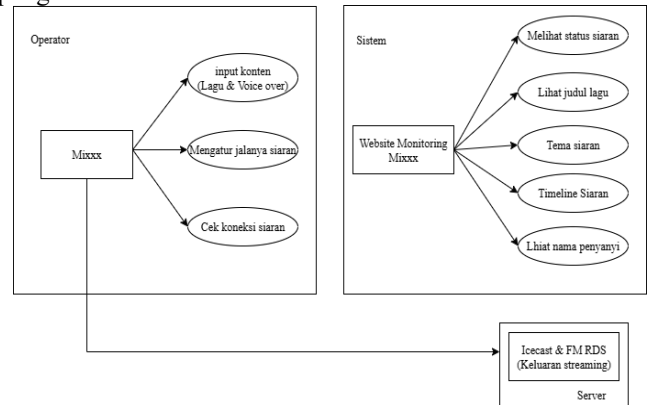 Operator
input konten
(Lagu & Voice over)
Mixxx
Mengatur jalanya siaran
Cek koneksi siaran
Sistem
Melihat status siaran
Lihat judul lagu
Website Monitoring
Mixxx
Tema siaran
Timeline Siaran
Lhiat nama penyanyi
Icecast & FM RDS
(Keluaran streaming)
Server